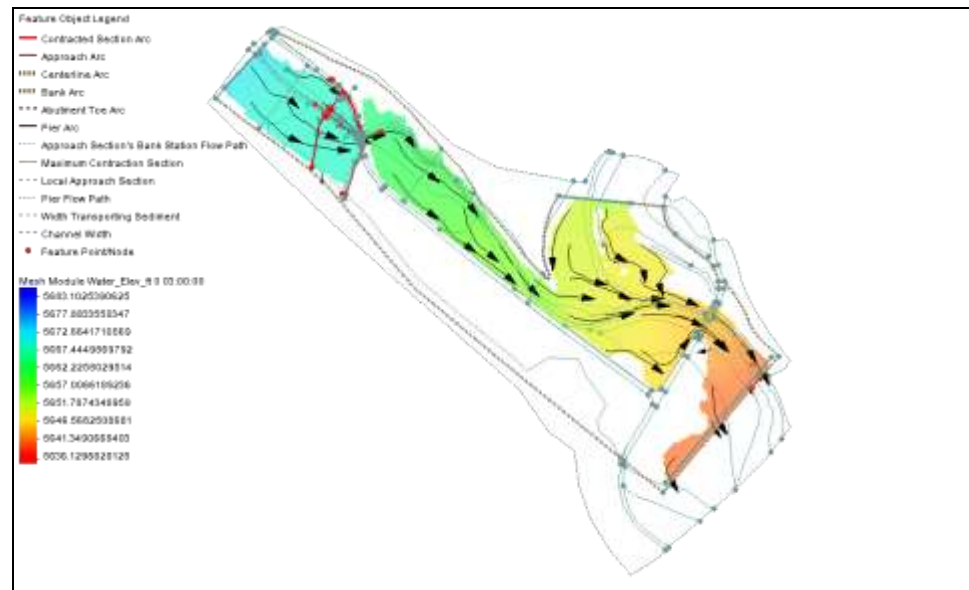 Feature Object Legend
Contracted Section Arc
Approach Arc
Centerline Arc
Bank Arc
Abutment Toe Arc
Pier Arc
Approach Section's Bank Station Flow Path
Maximum Contraction Section
Local Approach Section
Pier Flow Path
Width Transporting Sediment
Channel Width
Feature Point/Node
Mesh Module Water_Elev_ft 0 03:00:00
5683.1025390625
5677.8833550347
5672.6641710069
5667.4449869792
5662.2258029514
5657.0066189236
5651.7874348958
5646.5682508681
5641.3490668403
5636.1298828125